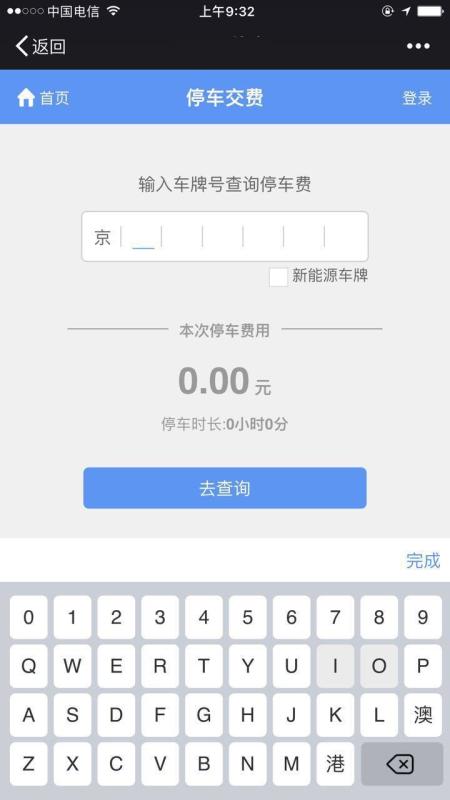 中国电信 上午9:32
返回
首页 停车交费 登录
输入车牌号查询停车费
京
新能源车牌
本次停车费用
0.00 元
停车时长:0小时0分
去查询
完成
0 1 2 3 4 5 6 7 8 9
Q W E R T Y U I O P
A S D F G H J K L 澳
Z X C V B N M 港